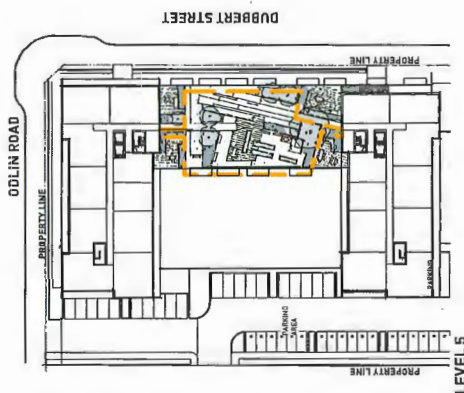 DUBBERT STREET
PROPERTY LINE
ODLIN ROAD
PROPERTY LINE
PARKING
PARKING
AREA
PROPERTY LINE
LEVEL 5